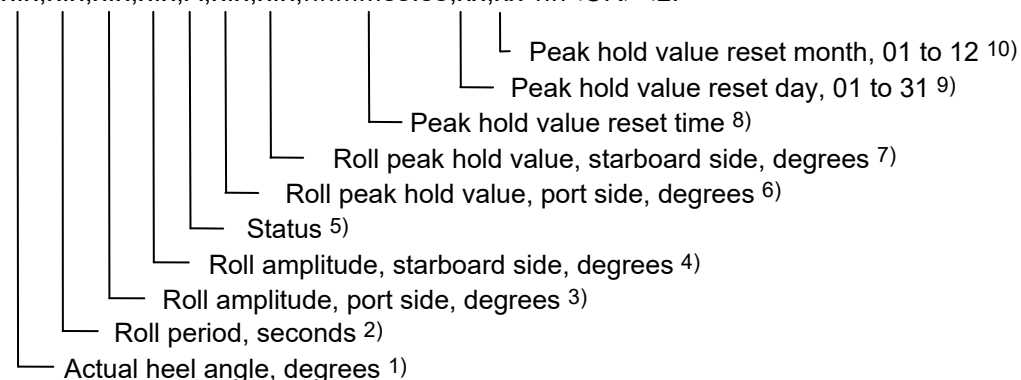 Peak hold value reset month, 01 to 12 10)
Peak hold value reset day, 01 to 31 9)
Peak hold value reset time 8)
Roll peak hold value, starboard side, degrees 7)
Roll peak hold value, port side, degrees 6)
Status 5)
Roll amplitude, starboard side, degrees 4)
Roll amplitude, port side, degrees 3)
Roll period, seconds 2)
Actual heel angle, degrees 1)